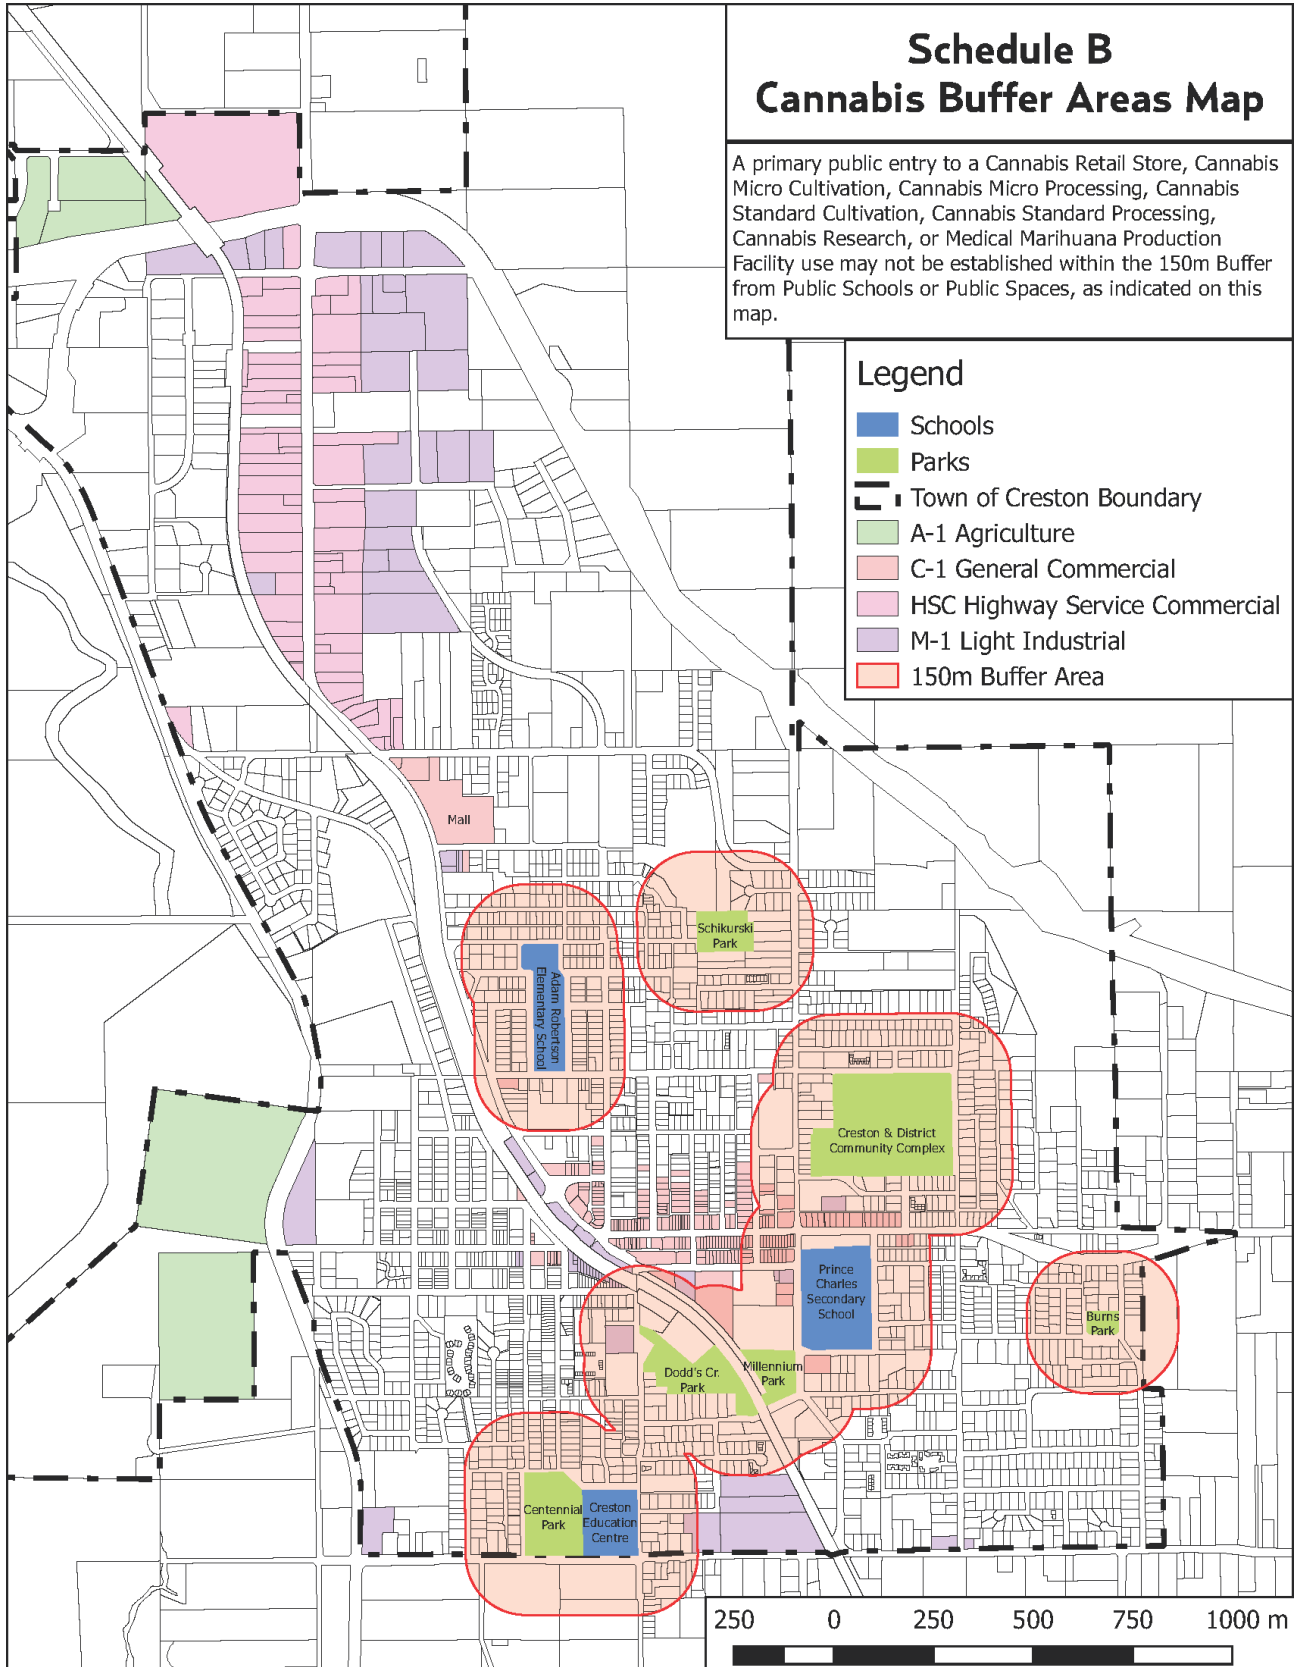 Schedule B
Cannabis Buffer Areas Map
A primary public entry to a Cannabis Retail Store, Cannabis
Micro Cultivation, Cannabis Micro Processing, Cannabis
Standard Cultivation, Cannabis Standard Processing,
Cannabis Research, or Medical Marihuana Production
Facility use may not be established within the 150m Buffer
from Public Schools or Public Spaces, as indicated on this
map.
Legend
Schools
Parks
Town of Creston Boundary
A-1 Agriculture
C-1 General Commercial
HSC Highway Service Commercial
M-1 Light Industrial
150m Buffer Area
Mall
Schikurski
Park
Adam Robertson
Elementary School
Creston & District
Community Complex
Prince
Charles
Secondary
School
Burns
Park
Dodd's Cr.
Park
Millennium
Park
Centennial
Park
Creston
Education
Centre
250 0 250 500 750 1000 m